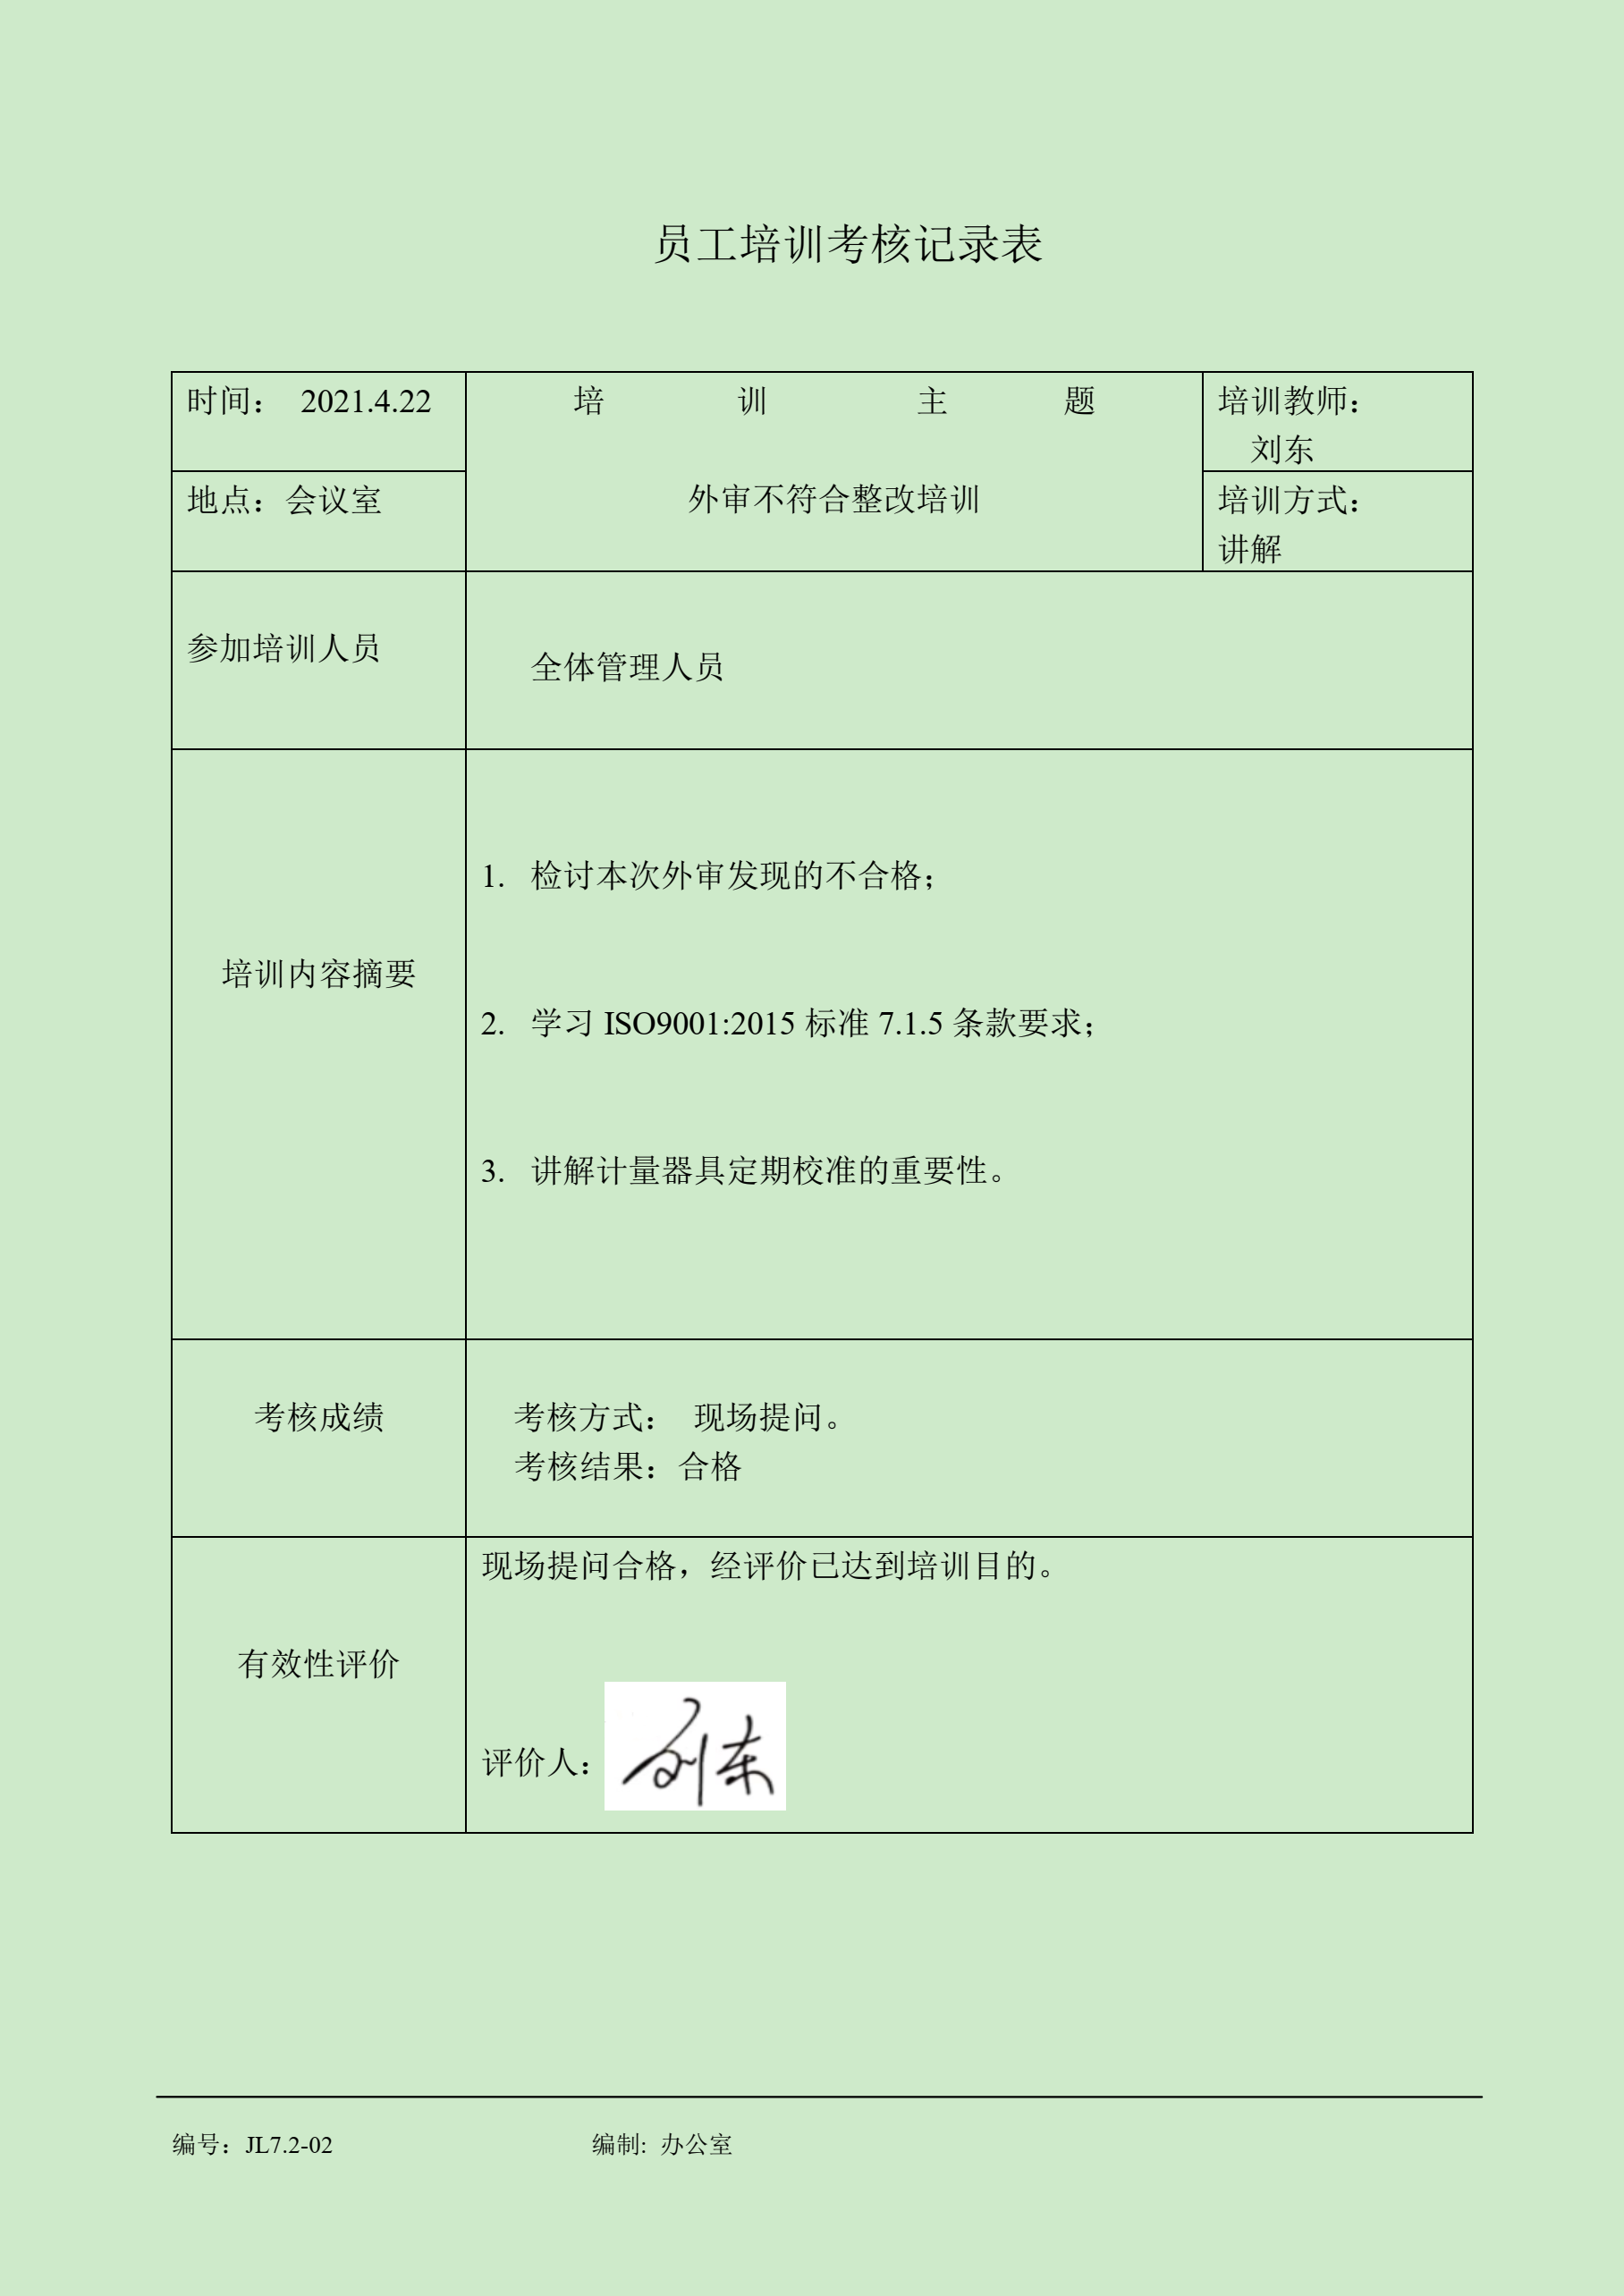 员工培训考核记录表
时间： 2021.4.22
培 训 主 题
培训教师：
刘东
地点：会议室
外审不符合整改培训
培训方式：
讲解
参加培训人员
全体管理人员
培训内容摘要
1. 检讨本次外审发现的不合格；
2. 学习 ISO9001:2015 标准 7.1.5 条款要求；
3. 讲解计量器具定期校准的重要性。
考核成绩
考核方式： 现场提问。
考核结果：合格
有效性评价
现场提问合格，经评价已达到培训目的。
评价人：刘东
编号：JL7.2-02 编制: 办公室